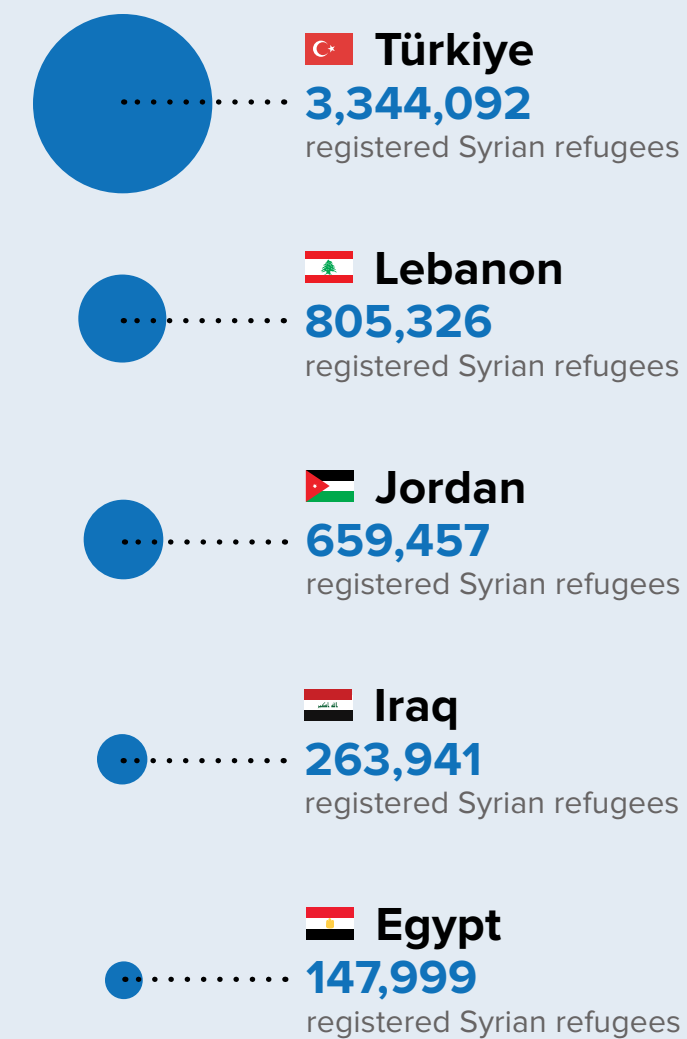 Türkiye
3,344,092
registered Syrian refugees
Lebanon
805,326
registered Syrian refugees
Jordan
659,457
registered Syrian refugees
Iraq
263,941
registered Syrian refugees
Egypt
147,999
registered Syrian refugees